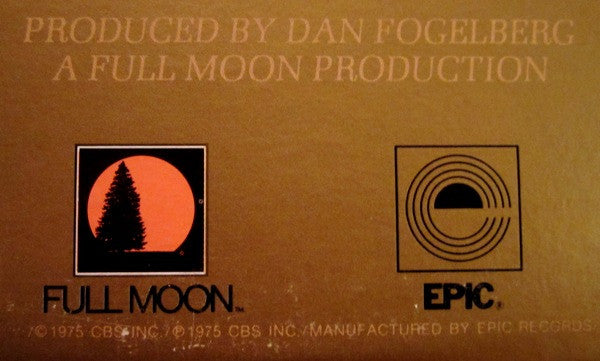 PRODUCED BY DAN FOGELBERG
A FULL MOON PRODUCTION
FULL MOON™
EPIC®
/© 1975 CBS INC./℗ 1975 CBS INC./MANUFACTURED BY EPIC RECORDS/